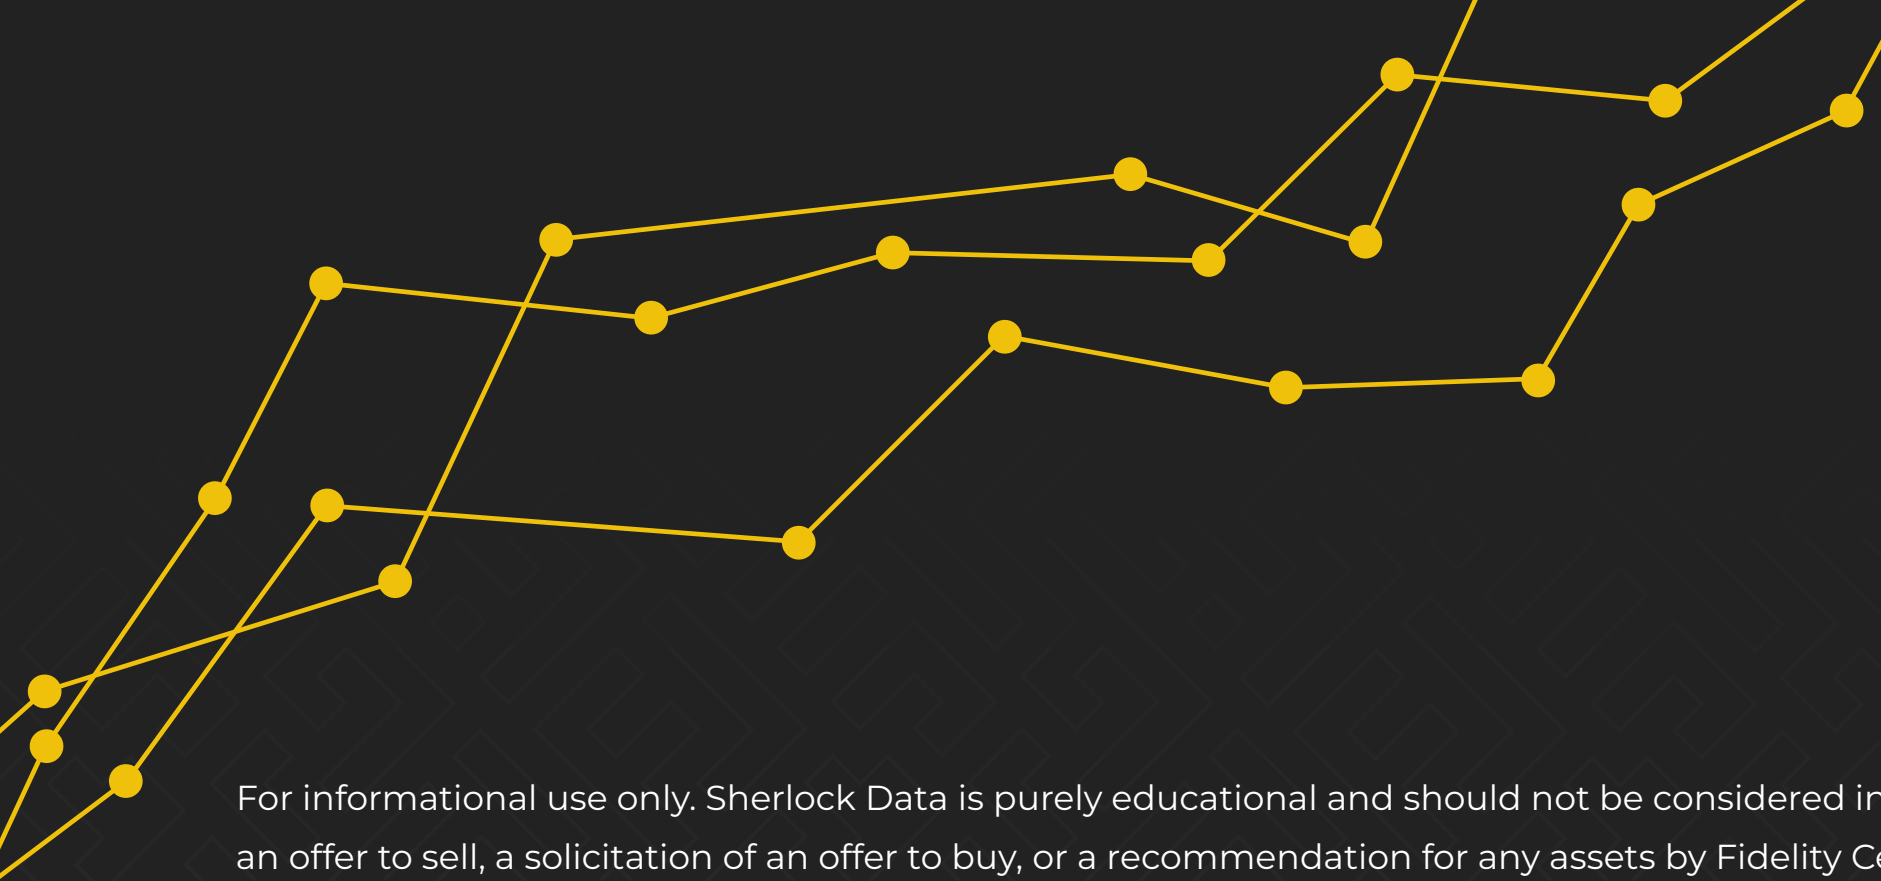 For informational use only. Sherlock Data is purely educational and should not be considered in
an offer to sell, a solicitation of an offer to buy, or a recommendation for any assets by Fidelity